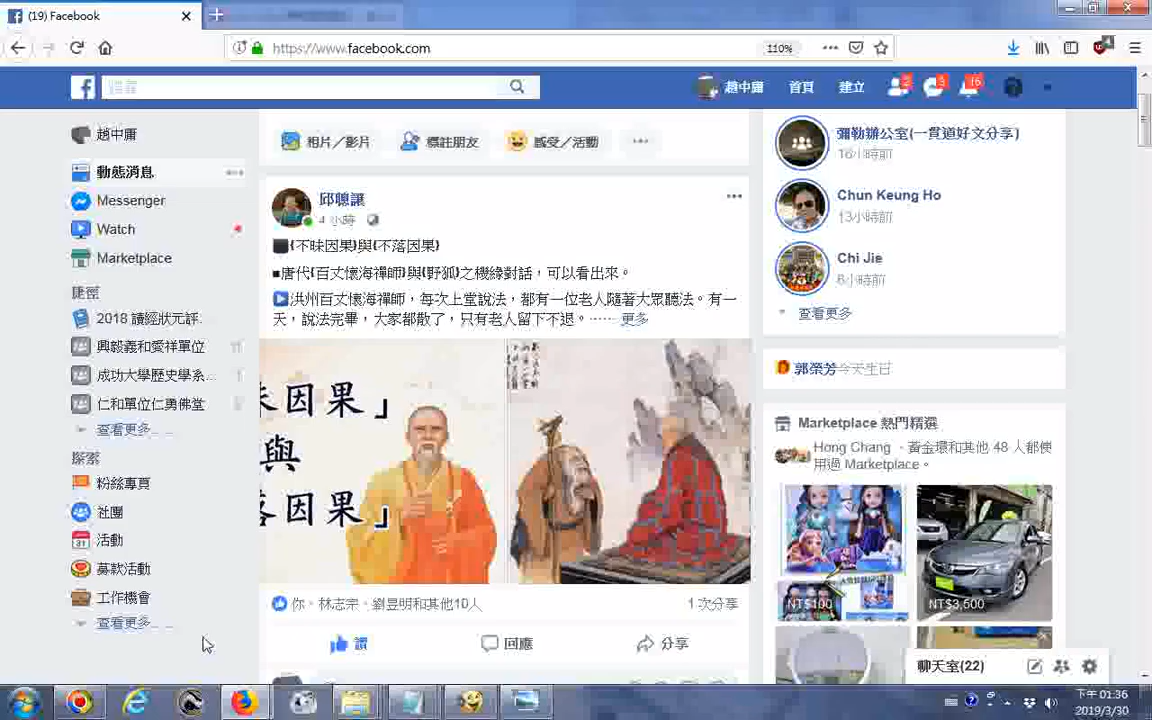 (19) Facebook
https://www.facebook.com
110%
搜尋
趙中庸
首頁
建立
2
3
16
趙中庸
動態消息
Messenger
Watch
Marketplace
捷徑
2018 讀經狀元評...
興毅義和愛祥單位
成功大學歷史學系...
仁和單位仁勇佛堂
查看更多...
探索
粉絲專頁
社團
活動
募款活動
工作機會
查看更多...
相片／影片
標註朋友
感受／活動
邱聰讓
4 小時
{不昧因果}與{不落因果}
■唐代{百丈懷海禪師}與{野狐}之機緣對話，可以看出來。
洪州百丈懷海禪師，每次上堂說法，都有一位老人隨著大眾聽法。有一
天，說法完畢，大家都散了，只有老人留下不退。⋯⋯ 更多
因果」
與
因果」
你、林志宗、劉昱明和其他10人
1 次分享
讚
回應
分享
彌勒辦公室(一貫道好文分享)
16小時前
Chun Keung Ho
13小時前
Chi Jie
6小時前
查看更多
郭榮芳今天生日
Marketplace 熱門精選
Hong Chang、黃金環和其他 48 人都使
用過 Marketplace。
NT$100
NT$3,500
聊天室(22)
下午 01:36
2019/3/30